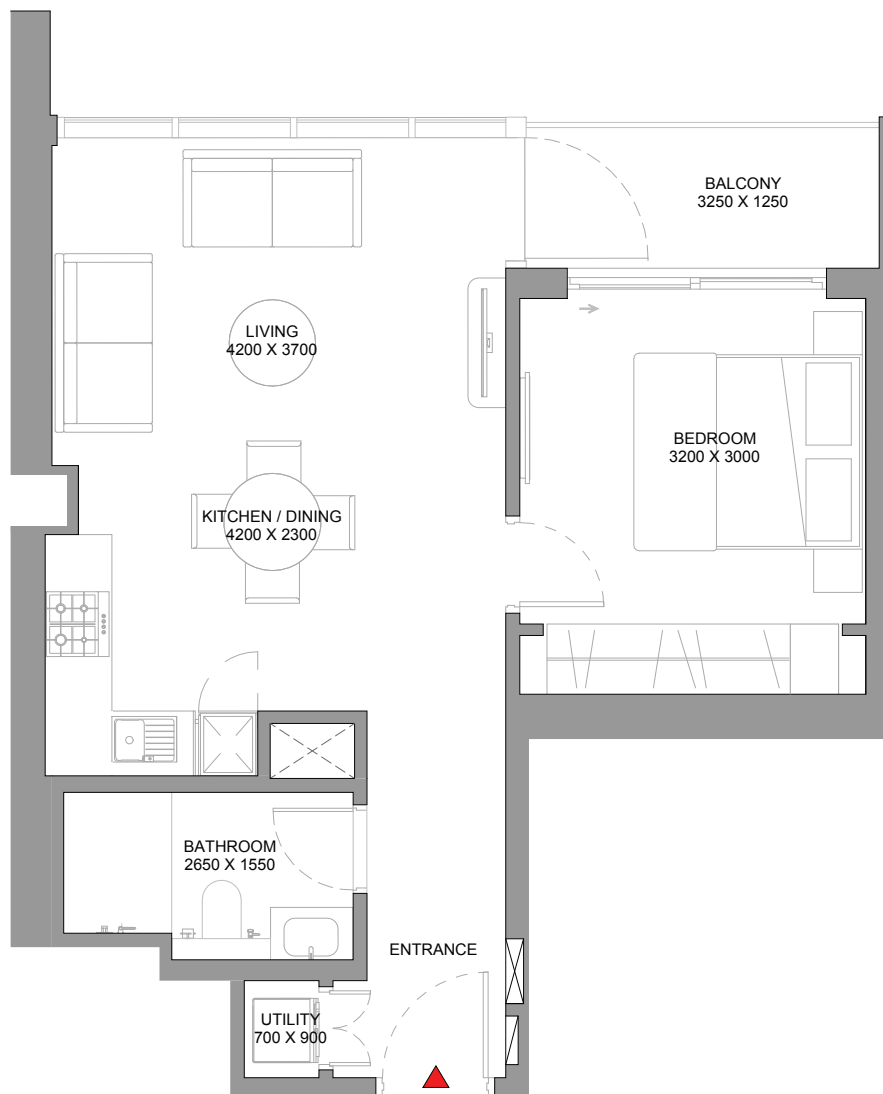 BALCONY
3250 X 1250
LIVING
4200 X 3700
BEDROOM
3200 X 3000
KITCHEN / DINING
4200 X 2300
BATHROOM
2650 X 1550
ENTRANCE
UTILITY
700 X 900